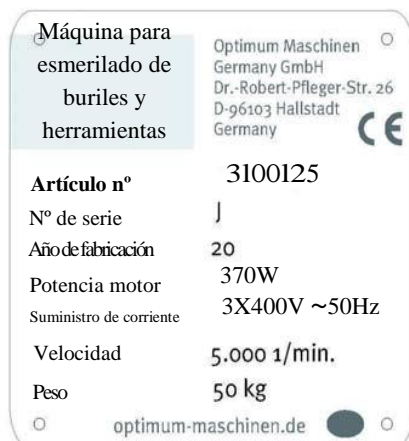 Máquina para
esmerilado de
buriles y
herramientas
Optimum Maschinen
Germany GmbH
Dr.-Robert-Pfleger-Str. 26
D-96103 Hallstadt
Germany
CE
Artículo nº 3100125
Nº de serie J
Año de fabricación 20
Potencia motor 370W
Suministro de corriente 3X400V ~50Hz
Velocidad 5.000 1/min.
Peso 50 kg
optimum-maschinen.de